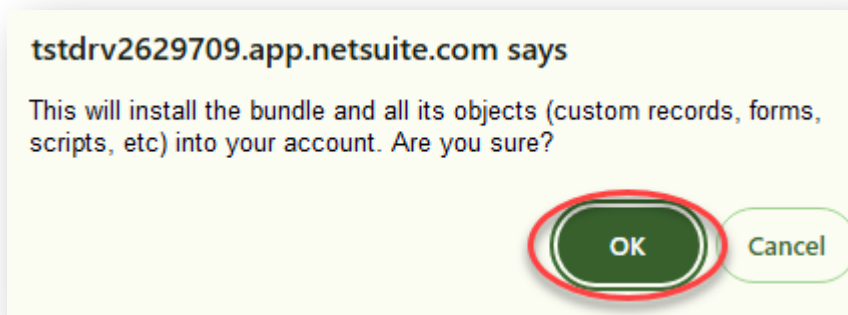 tstdrv2629709.app.netsuite.com says
This will install the bundle and all its objects (custom records, forms,
scripts, etc) into your account. Are you sure?
OK Cancel